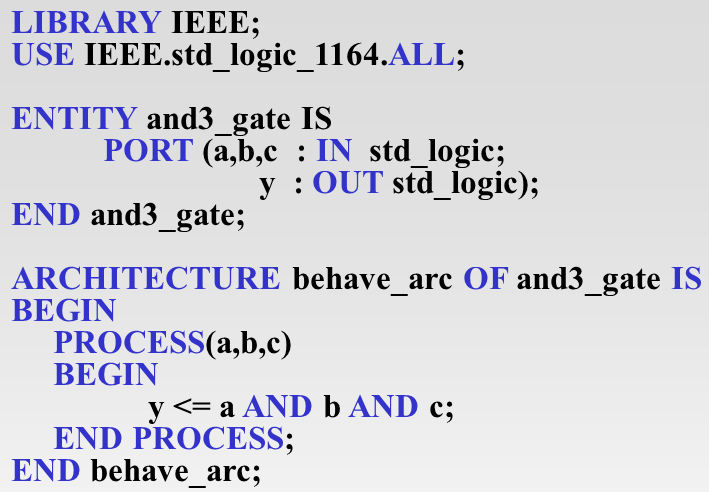 LIBRARY IEEE;
USE IEEE.std_logic_1164.ALL;
ENTITY and3_gate IS
PORT (a,b,c : IN std_logic;
y : OUT std_logic);
END and3_gate;
ARCHITECTURE behave_arc OF and3_gate IS
BEGIN
PROCESS(a,b,c)
BEGIN
y <= a AND b AND c;
END PROCESS;
END behave_arc;